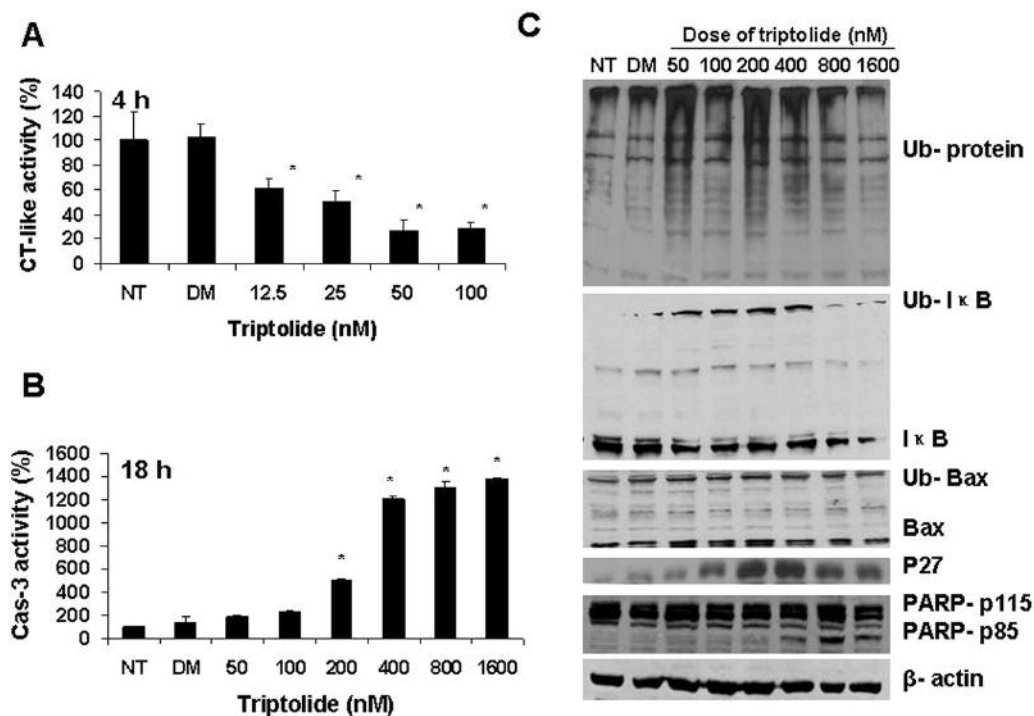 A
CT-like activity (%)
140
120
100
80
60
40
20
0
4 h
* * * *
NT DM 12.5 25 50 100
Triptolide (nM)
B
Cas-3 activity (%)
1600
1400
1200
1000
800
600
400
200
0
18 h
* * * *
NT DM 50 100 200 400 800 1600
Triptolide (nM)
C
Dose of triptolide (nM)
NT DM 50 100 200 400 800 1600
Ub- protein
Ub- IκB
IκB
Ub- Bax
Bax
P27
PARP- p115
PARP- p85
β- actin